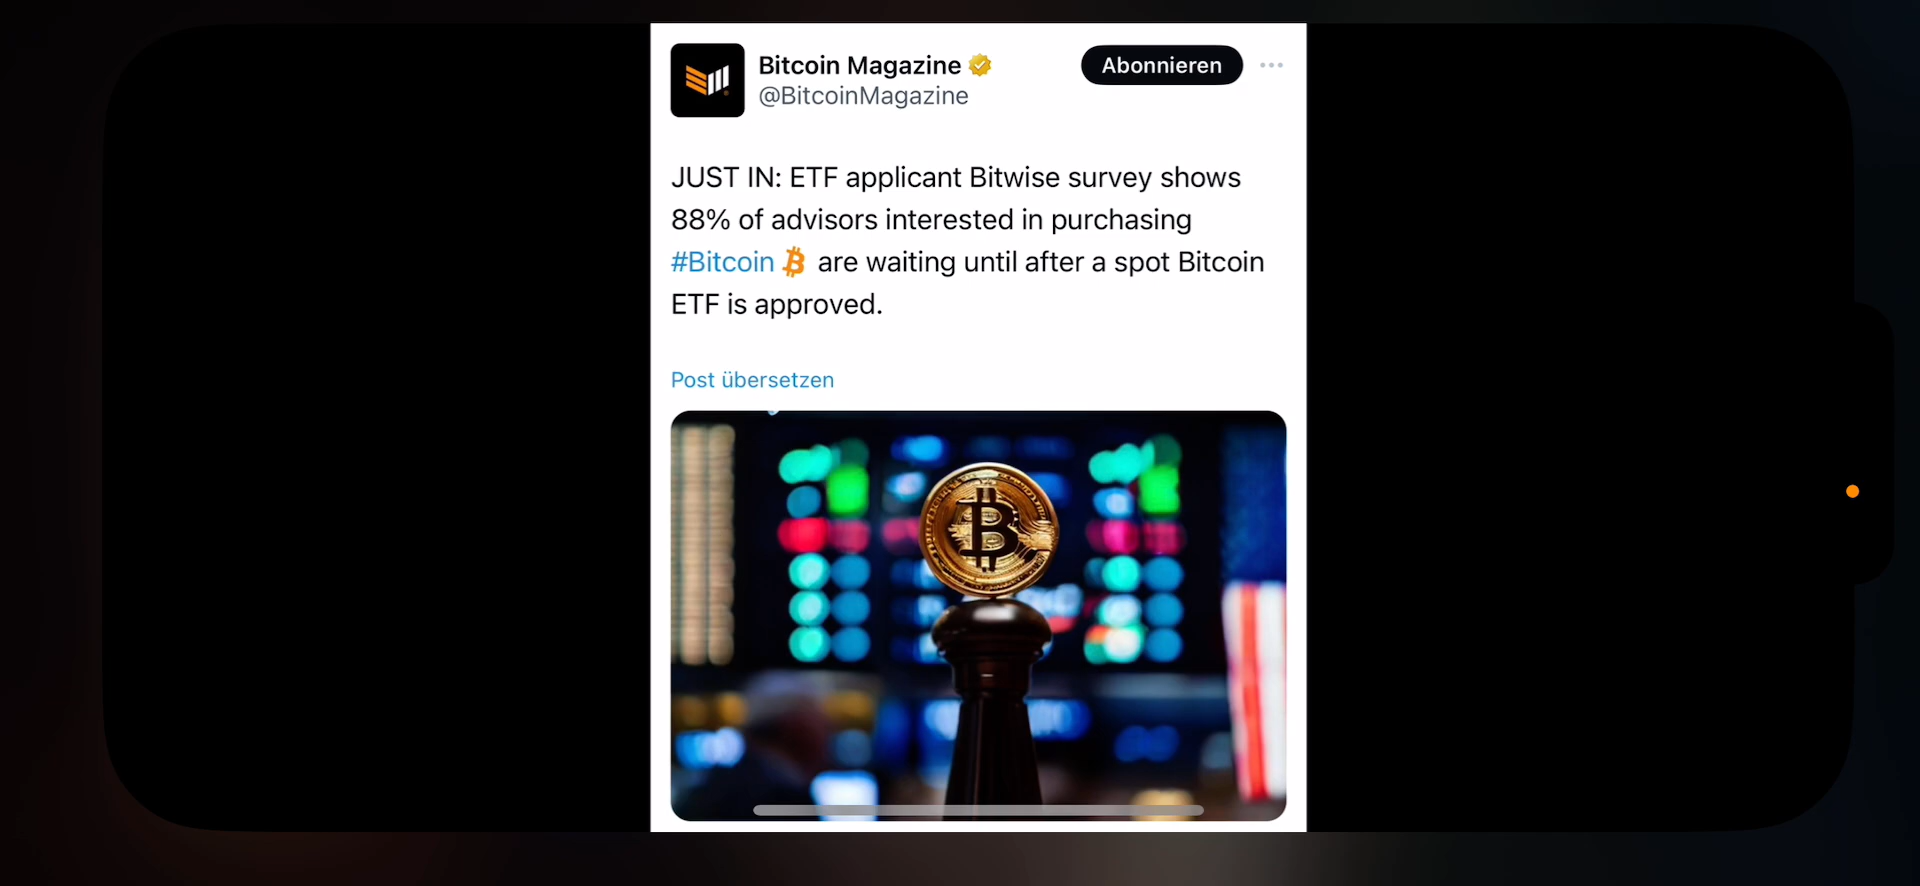 Bitcoin Magazine
@BitcoinMagazine
Abonnieren
JUST IN: ETF applicant Bitwise survey shows
88% of advisors interested in purchasing
#Bitcoin ₿ are waiting until after a spot Bitcoin
ETF is approved.
Post übersetzen